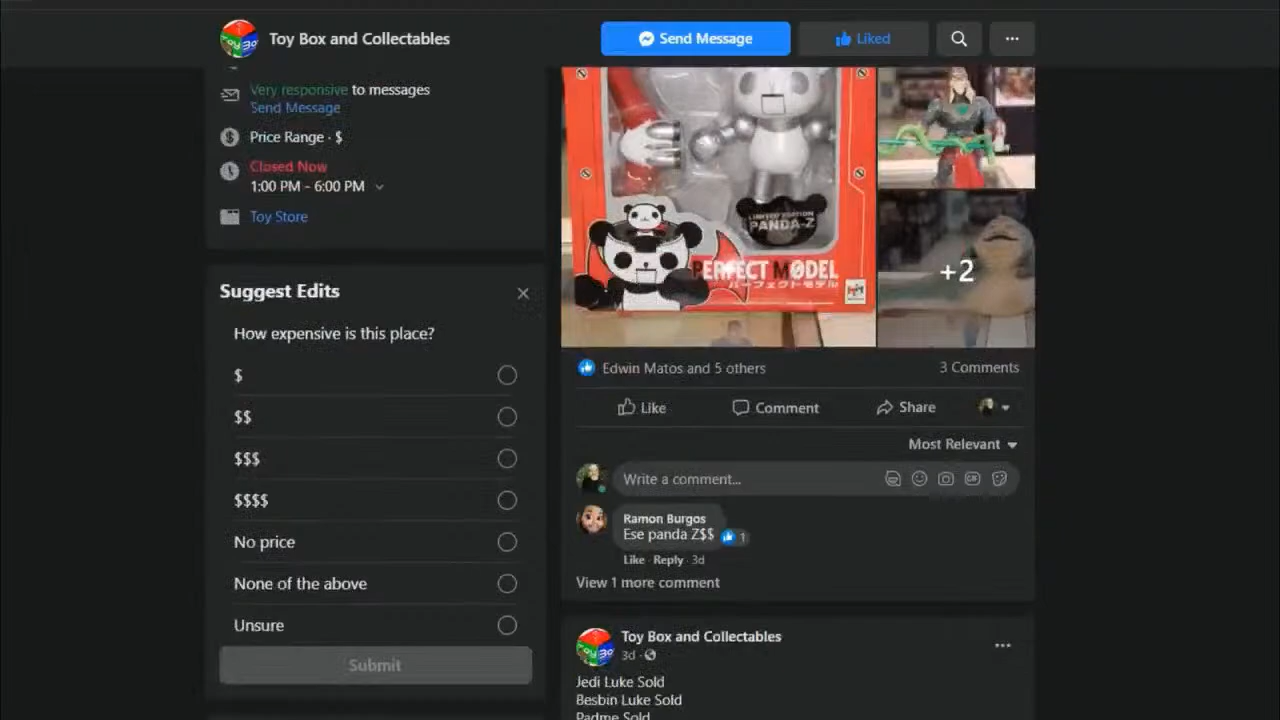 Toy Box and Collectables
Send Message
Liked
Very responsive to messages
Send Message
Price Range · $
Closed Now
1:00 PM – 6:00 PM
Toy Store
Suggest Edits
How expensive is this place?
$
$$
$$$
$$$$
No price
None of the above
Unsure
Submit
LIMITED EDITION
PANDA-Z
PERFECT MODEL
パーフェクトモデル
+2
Edwin Matos and 5 others
3 Comments
Like
Comment
Share
Most Relevant
Write a comment...
GIF
Ramon Burgos
Ese panda Z$$
1
Like · Reply · 3d
View 1 more comment
Toy Box and Collectables
3d ·
Jedi Luke Sold
Besbin Luke Sold
Padme Sold